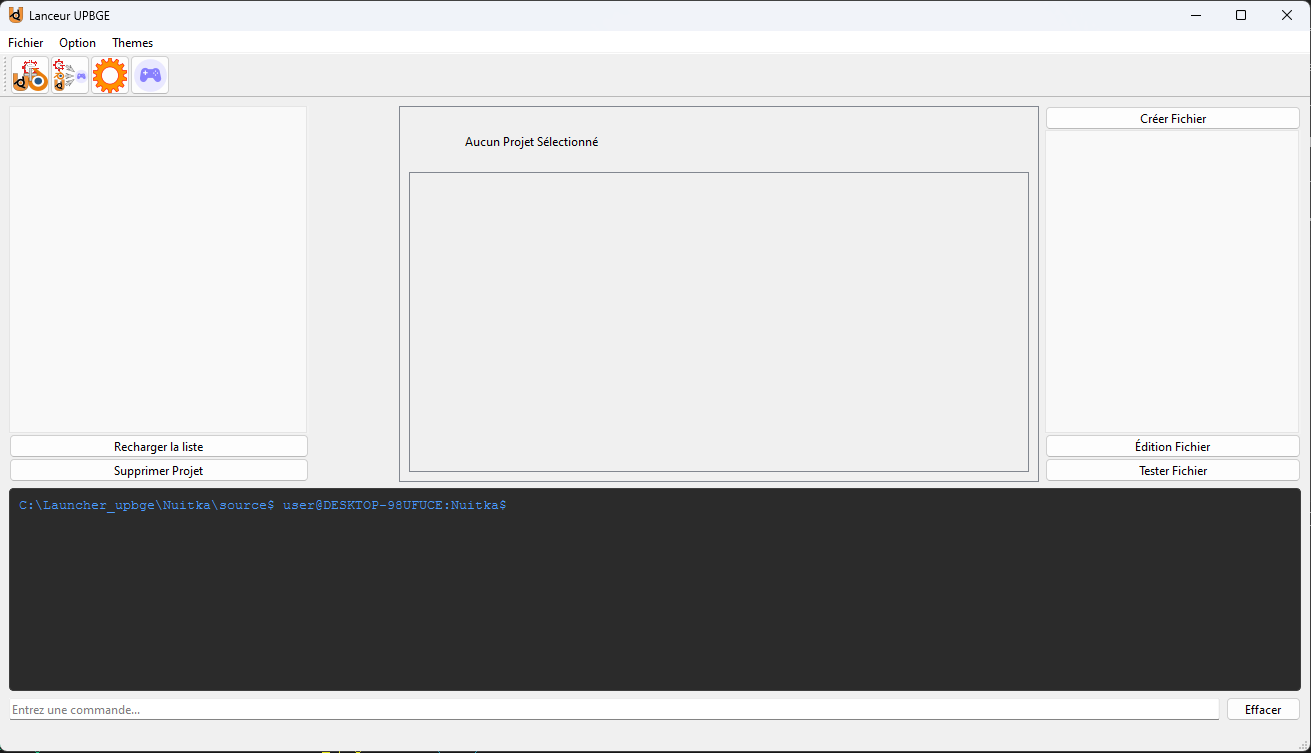 Lanceur UPBGE
Fichier Option Themes
Aucun Projet Sélectionné
Créer Fichier
Recharger la liste
Supprimer Projet
Édition Fichier
Tester Fichier
C:\Launcher_upbge\Nuitka\source$ user@DESKTOP-98UFUCE:Nuitka$
Entrez une commande...
Effacer